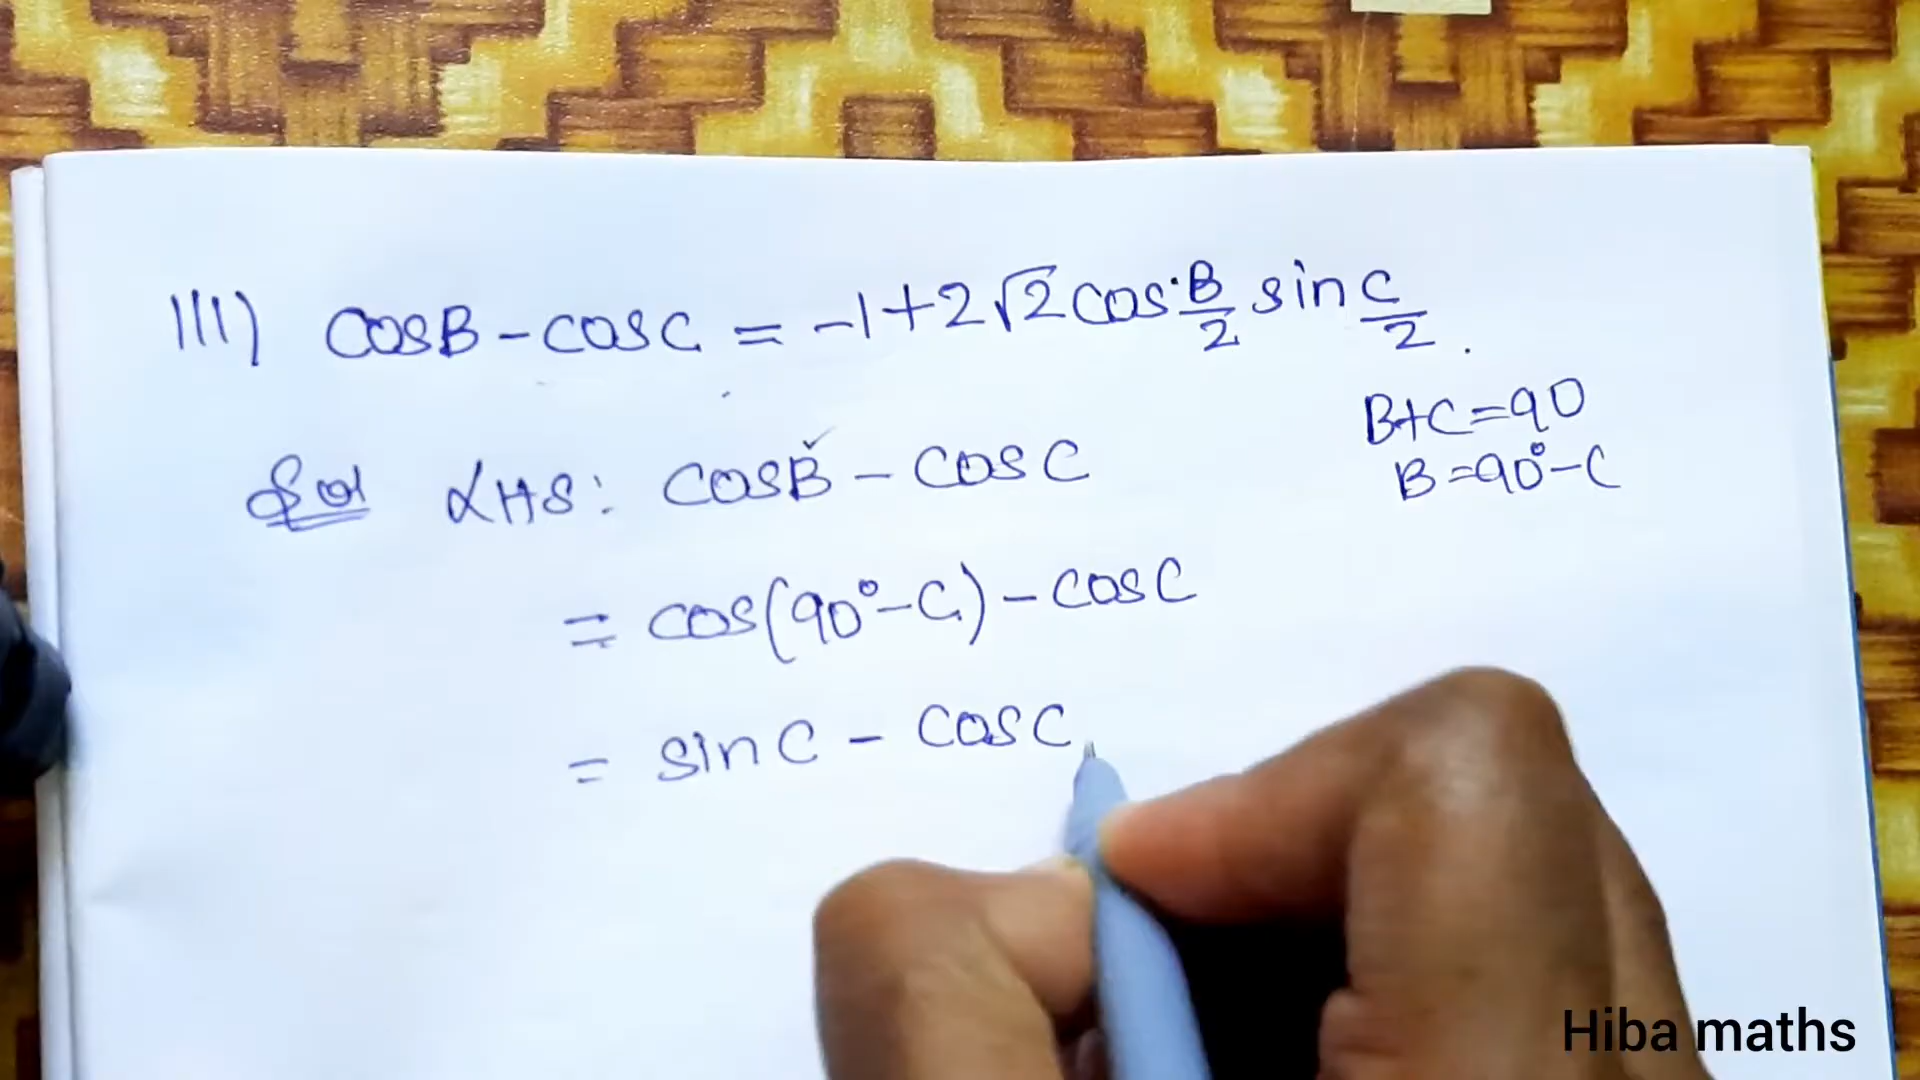 III) cosB - cosC = -1+2√2 cos B/2 sin C/2 .
B+C=90
B=90°-C
Sol LHS: cosB - cosC
= cos(90°-C) - cosC
= sinC - cosC
Hiba maths